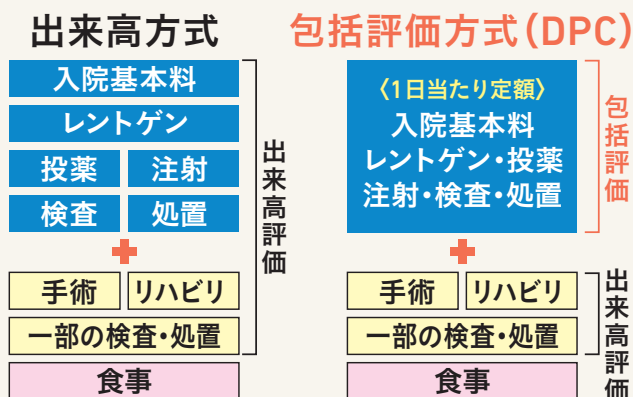 出来高方式
入院基本料
レントゲン
投薬
注射
検査
処置
出来高評価
手術
リハビリ
一部の検査・処置
食事
包括評価方式(DPC)
〈1日当たり定額〉
入院基本料
レントゲン・投薬
注射・検査・処置
包括評価
手術
リハビリ
一部の検査・処置
出来高評価
食事